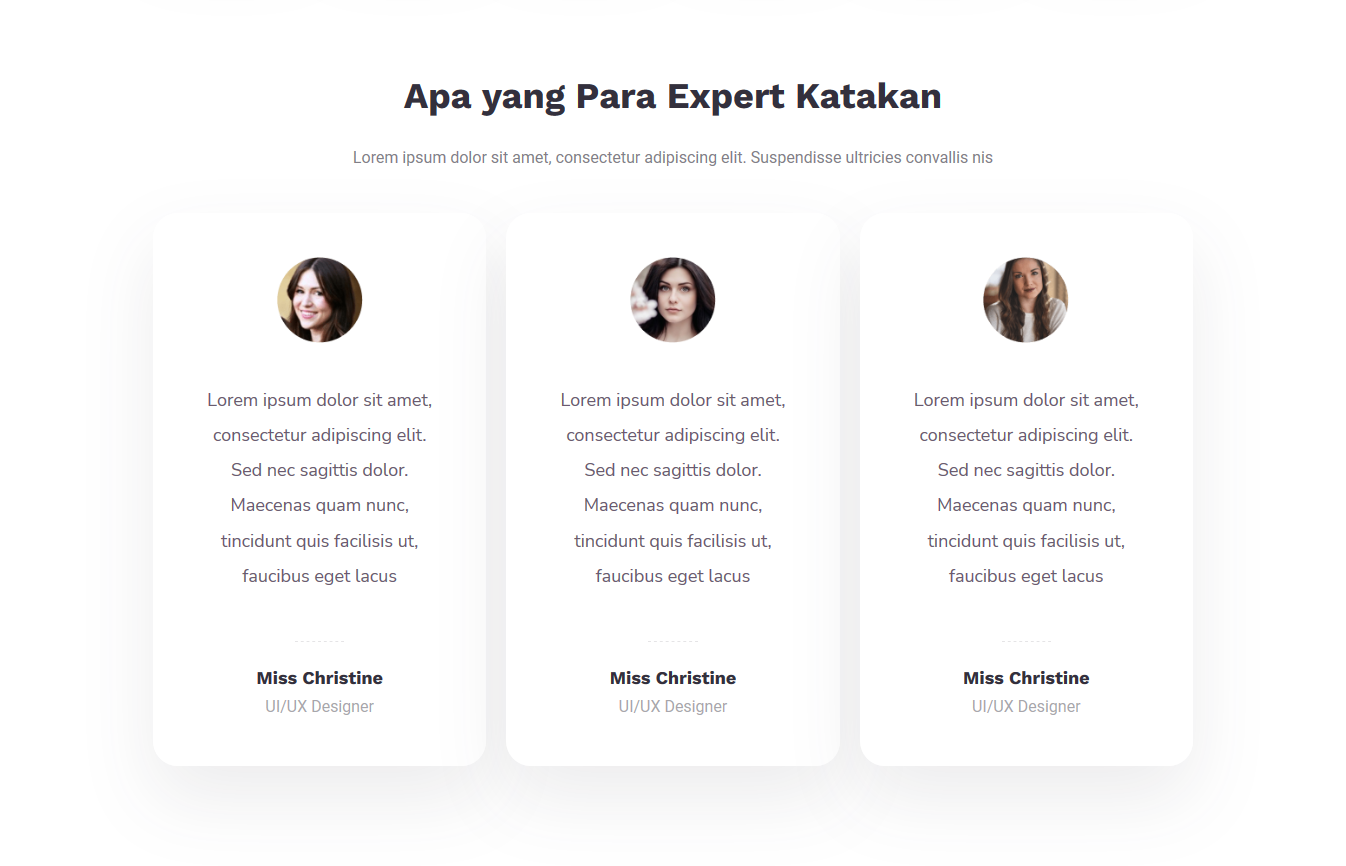 Apa yang Para Expert Katakan
Lorem ipsum dolor sit amet, consectetur adipiscing elit. Suspendisse ultricies convallis nis
Lorem ipsum dolor sit amet,
consectetur adipiscing elit.
Sed nec sagittis dolor.
Maecenas quam nunc,
tincidunt quis facilisis ut,
faucibus eget lacus
Miss Christine
UI/UX Designer
Lorem ipsum dolor sit amet,
consectetur adipiscing elit.
Sed nec sagittis dolor.
Maecenas quam nunc,
tincidunt quis facilisis ut,
faucibus eget lacus
Miss Christine
UI/UX Designer
Lorem ipsum dolor sit amet,
consectetur adipiscing elit.
Sed nec sagittis dolor.
Maecenas quam nunc,
tincidunt quis facilisis ut,
faucibus eget lacus
Miss Christine
UI/UX Designer